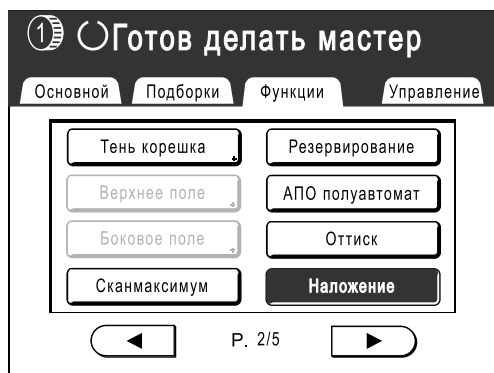 1 Готов делать мастер
Основной Подборки Функции Управление
Тень корешка Резервирование
Верхнее поле АПО полуавтомат
Боковое поле Оттиск
Сканмаксимум Наложение
P. 2/5